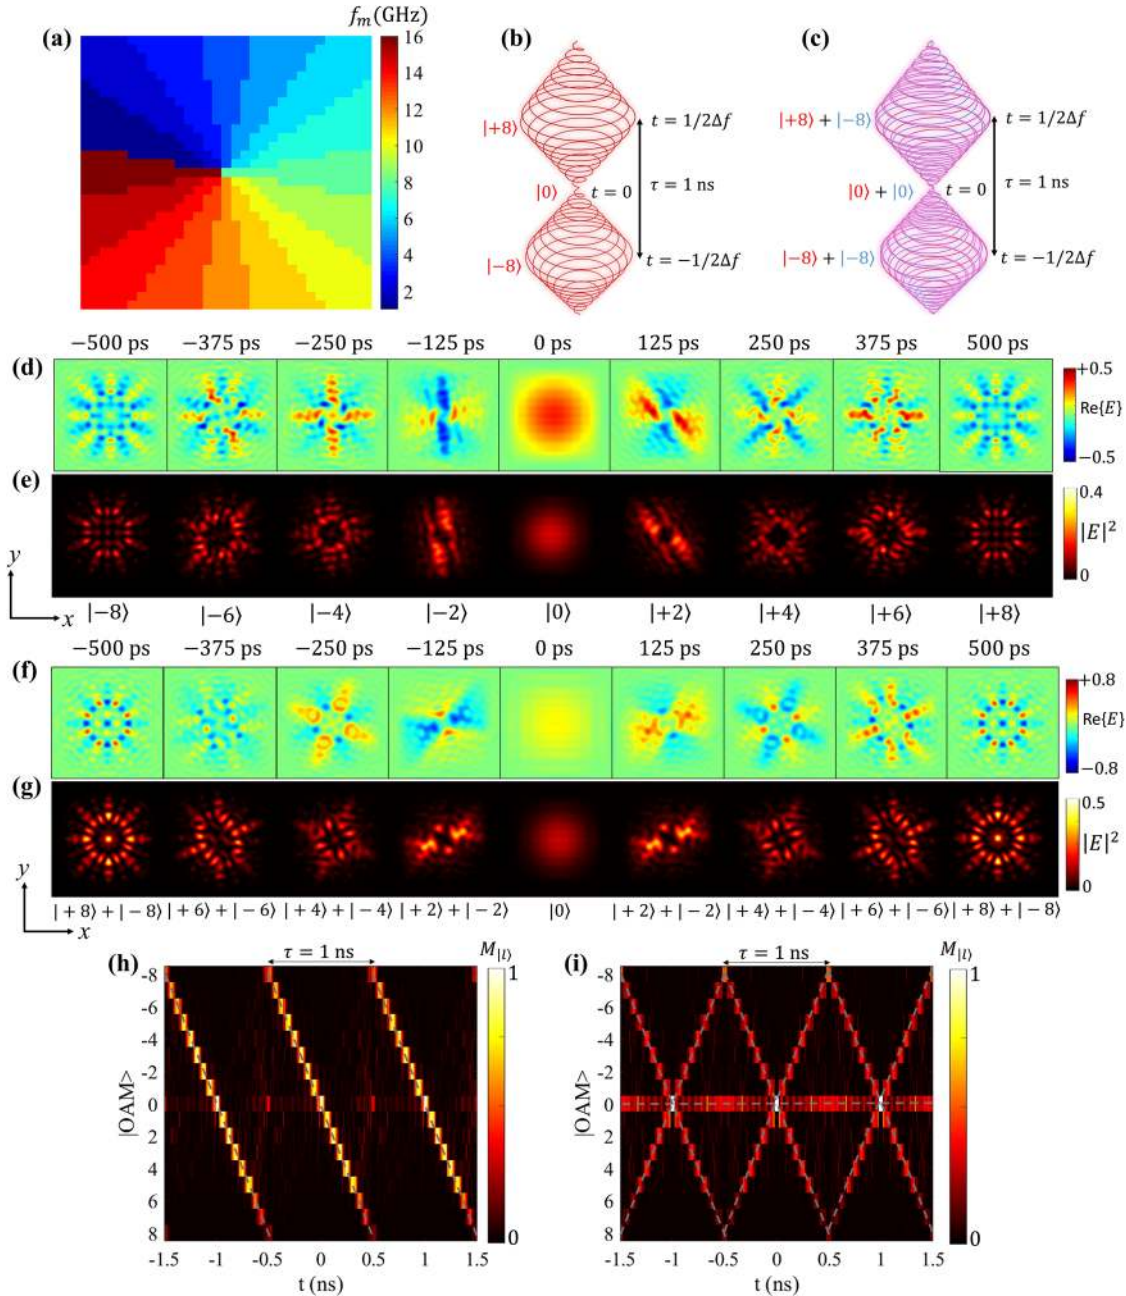 (a)
f_m(GHz)
16
14
12
10
8
6
4
2
(b)
|+8⟩
t = 1/2Δf
|0⟩
t = 0
τ = 1 ns
|−8⟩
t = −1/2Δf
(c)
|+8⟩ + |−8⟩
t = 1/2Δf
|0⟩ + |0⟩
t = 0
τ = 1 ns
|−8⟩ + |−8⟩
t = −1/2Δf
−500 ps −375 ps −250 ps −125 ps 0 ps 125 ps 250 ps 375 ps 500 ps
(d)
+0.5
Re{E}
−0.5
(e)
0.4
|E|²
0
y
x
|−8⟩ |−6⟩ |−4⟩ |−2⟩ |0⟩ |+2⟩ |+4⟩ |+6⟩ |+8⟩
−500 ps −375 ps −250 ps −125 ps 0 ps 125 ps 250 ps 375 ps 500 ps
(f)
+0.8
Re{E}
−0.8
(g)
0.5
|E|²
0
y
x
|+8⟩ + |−8⟩ |+6⟩ + |−6⟩ |+4⟩ + |−4⟩ |+2⟩ + |−2⟩ |0⟩ |+2⟩ + |−2⟩ |+4⟩ + |−4⟩ |+6⟩ + |−6⟩ |+8⟩ + |−8⟩
(h)
τ = 1 ns
M_|l⟩
1
0
-8
-6
-4
-2
0
2
4
6
8
|OAM>
-1.5 -1 -0.5 0 0.5 1 1.5
t (ns)
(i)
τ = 1 ns
M_|l⟩
1
0
-8
-6
-4
-2
0
2
4
6
8
|OAM>
-1.5 -1 -0.5 0 0.5 1 1.5
t (ns)